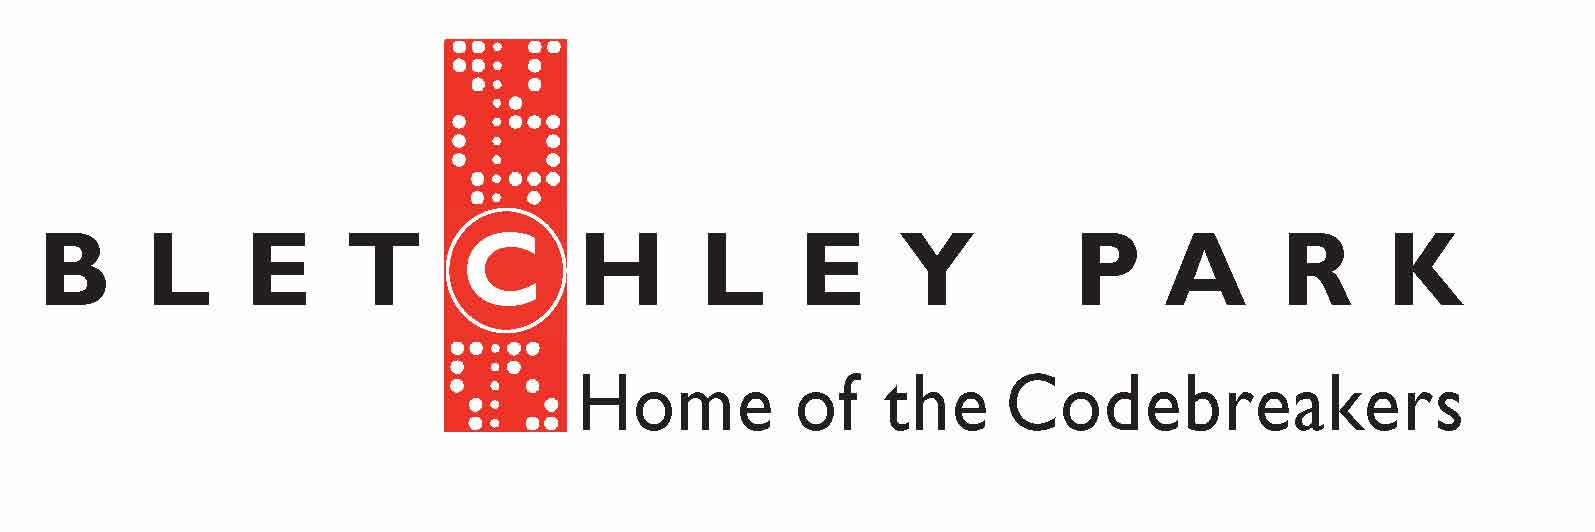 BLETCHLEY PARK
Home of the Codebreakers